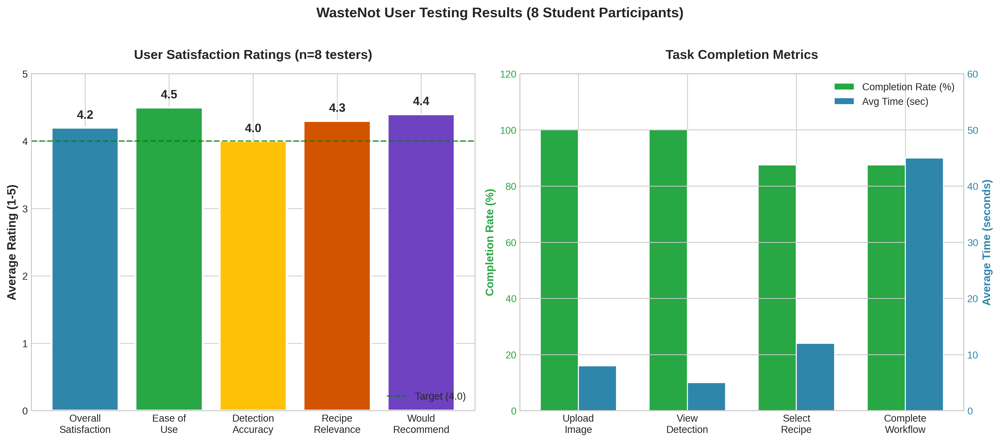 WasteNot User Testing Results (8 Student Participants)
User Satisfaction Ratings (n=8 testers)
Average Rating (1-5)
5
4
3
2
1
0
4.2
4.5
4.0
4.3
4.4
Target (4.0)
Overall
Satisfaction
Ease of
Use
Detection
Accuracy
Recipe
Relevance
Would
Recommend
Task Completion Metrics
Completion Rate (%)
120
100
80
60
40
20
0
Completion Rate (%)
Avg Time (sec)
60
50
40
30
20
10
0
Average Time (seconds)
Upload
Image
View
Detection
Select
Recipe
Complete
Workflow